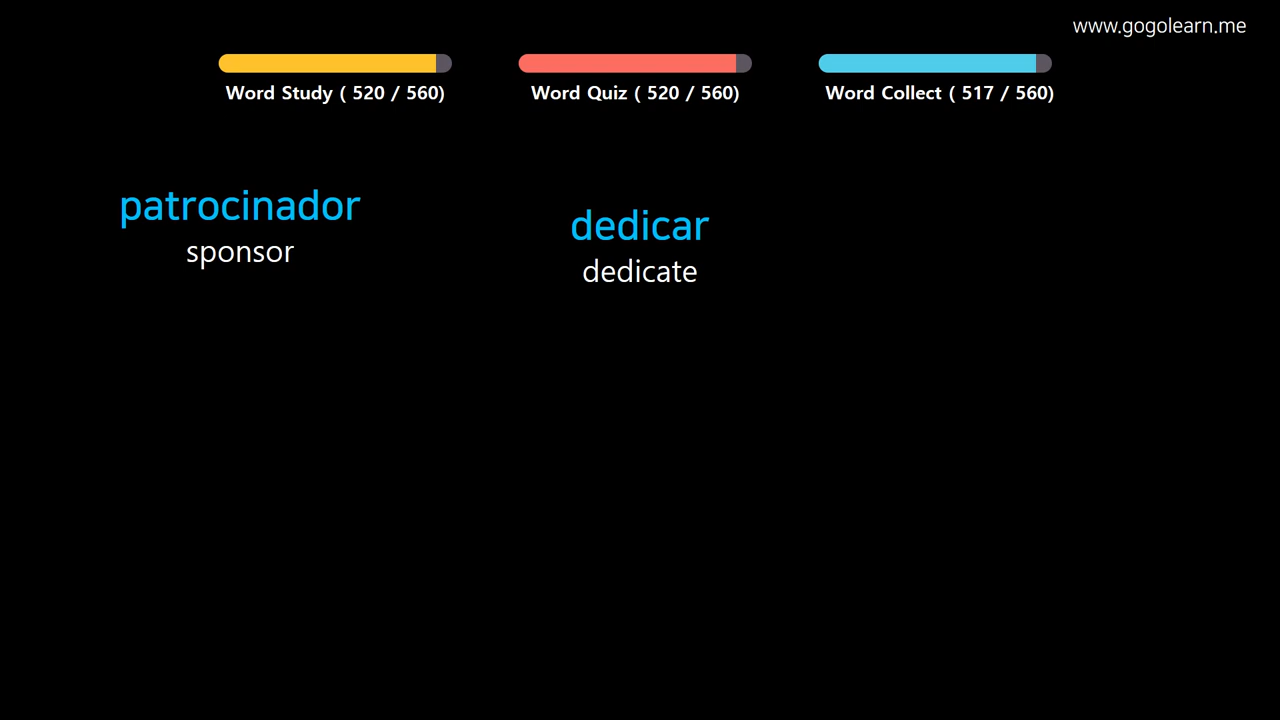 www.gogolearn.me
Word Study ( 520 / 560)
Word Quiz ( 520 / 560)
Word Collect ( 517 / 560)
patrocinador
sponsor
dedicar
dedicate